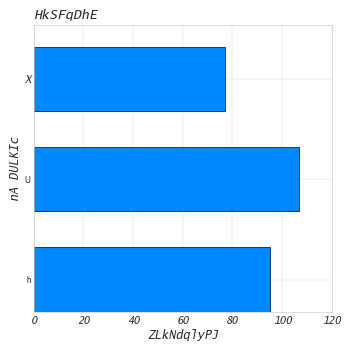 HkSFqDhE
X
U
h
nA DULKIc
0 20 40 60 80 100 120
ZLkNdqlyPJ